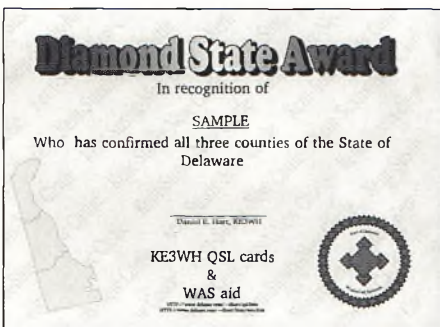 Diamond State Award
In recognition of
SAMPLE
Who has confirmed all three counties of the State of
Delaware
Daniel E. Hart, KE3WH
KE3WH QSL cards
&
WAS aid